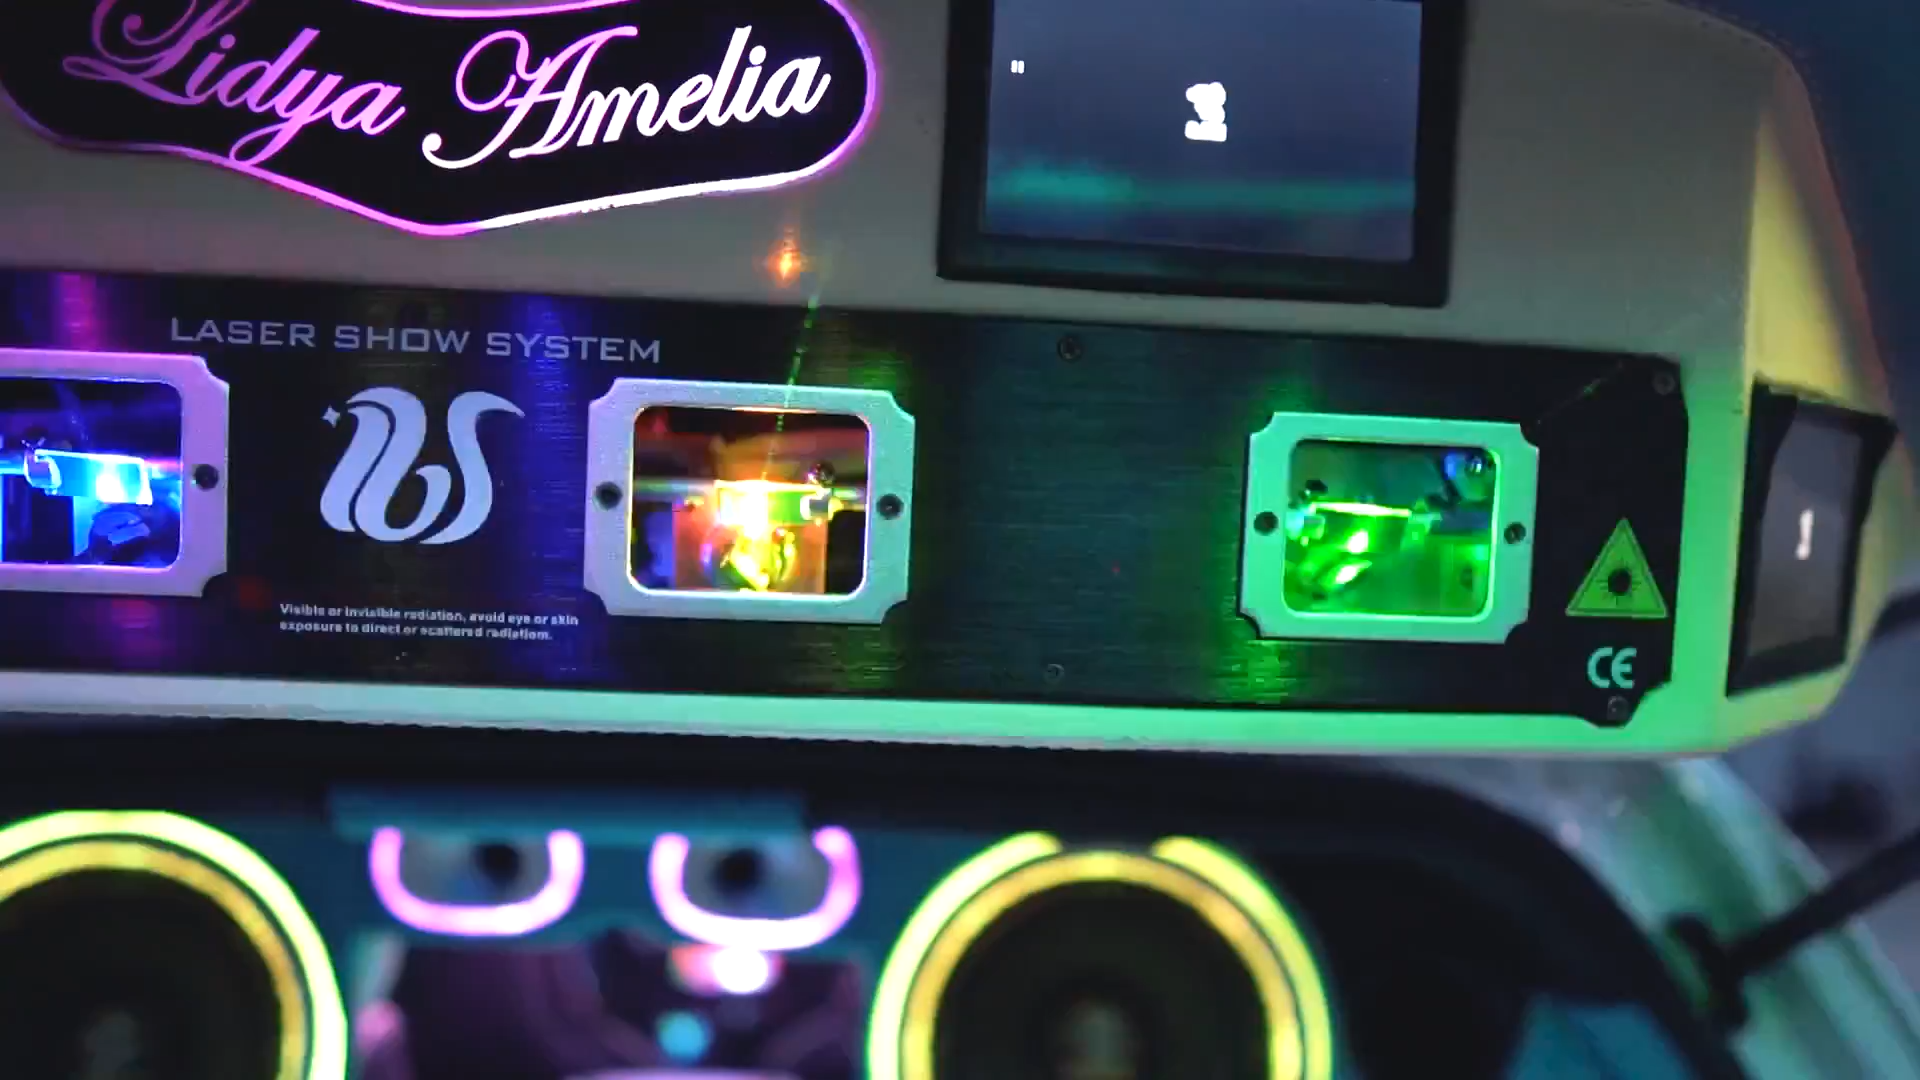 Lidya Amelia
LASER SHOW SYSTEM
Visible or invisible radiation, avoid eye or skin
exposure to direct or scattered radiation.
CE